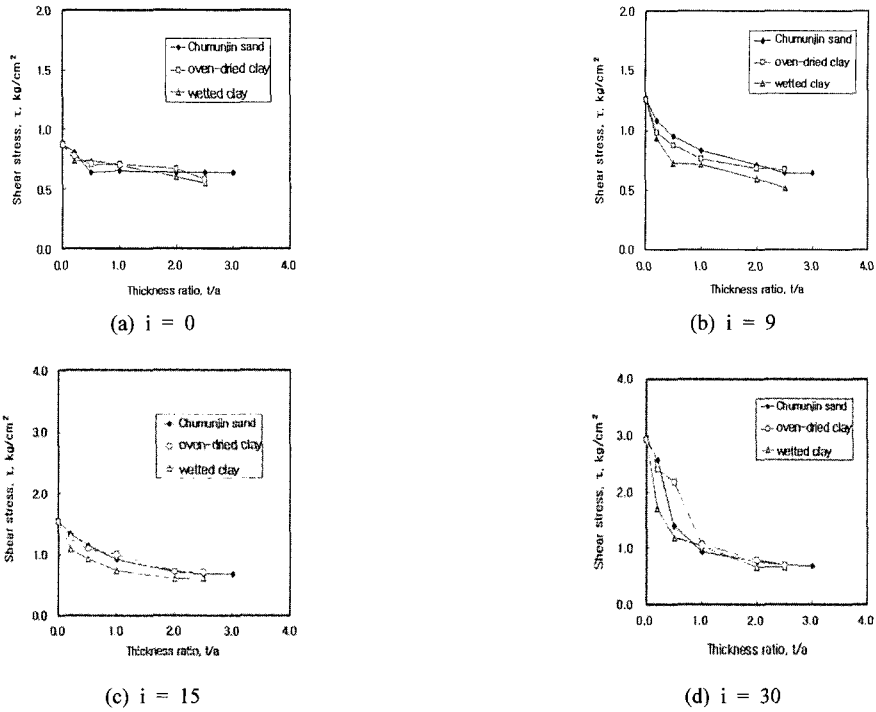 2.0
Chumunjin sand
oven-dried clay
wetted clay
1.5
1.0
0.5
0.0
Shear stress, τ, kg/cm²
0.0 1.0 2.0 3.0 4.0
Thickness ratio, t/a
(a) i = 0
2.0
Chumunjin sand
oven-dried clay
wetted clay
1.5
1.0
0.5
0.0
Shear stress, τ, kg/cm²
0.0 1.0 2.0 3.0 4.0
Thickness ratio, t/a
(b) i = 9
4.0
Chumunjin sand
oven-dried clay
wetted clay
3.0
2.0
1.0
0.0
Shear stress, τ, kg/cm²
0.0 1.0 2.0 3.0 4.0
Thickness ratio, t/a
(c) i = 15
4.0
Chumunjin sand
oven-dried clay
wetted clay
3.0
2.0
1.0
0.0
Shear stress, τ, kg/cm²
0.0 1.0 2.0 3.0 4.0
Thickness ratio, t/a
(d) i = 30